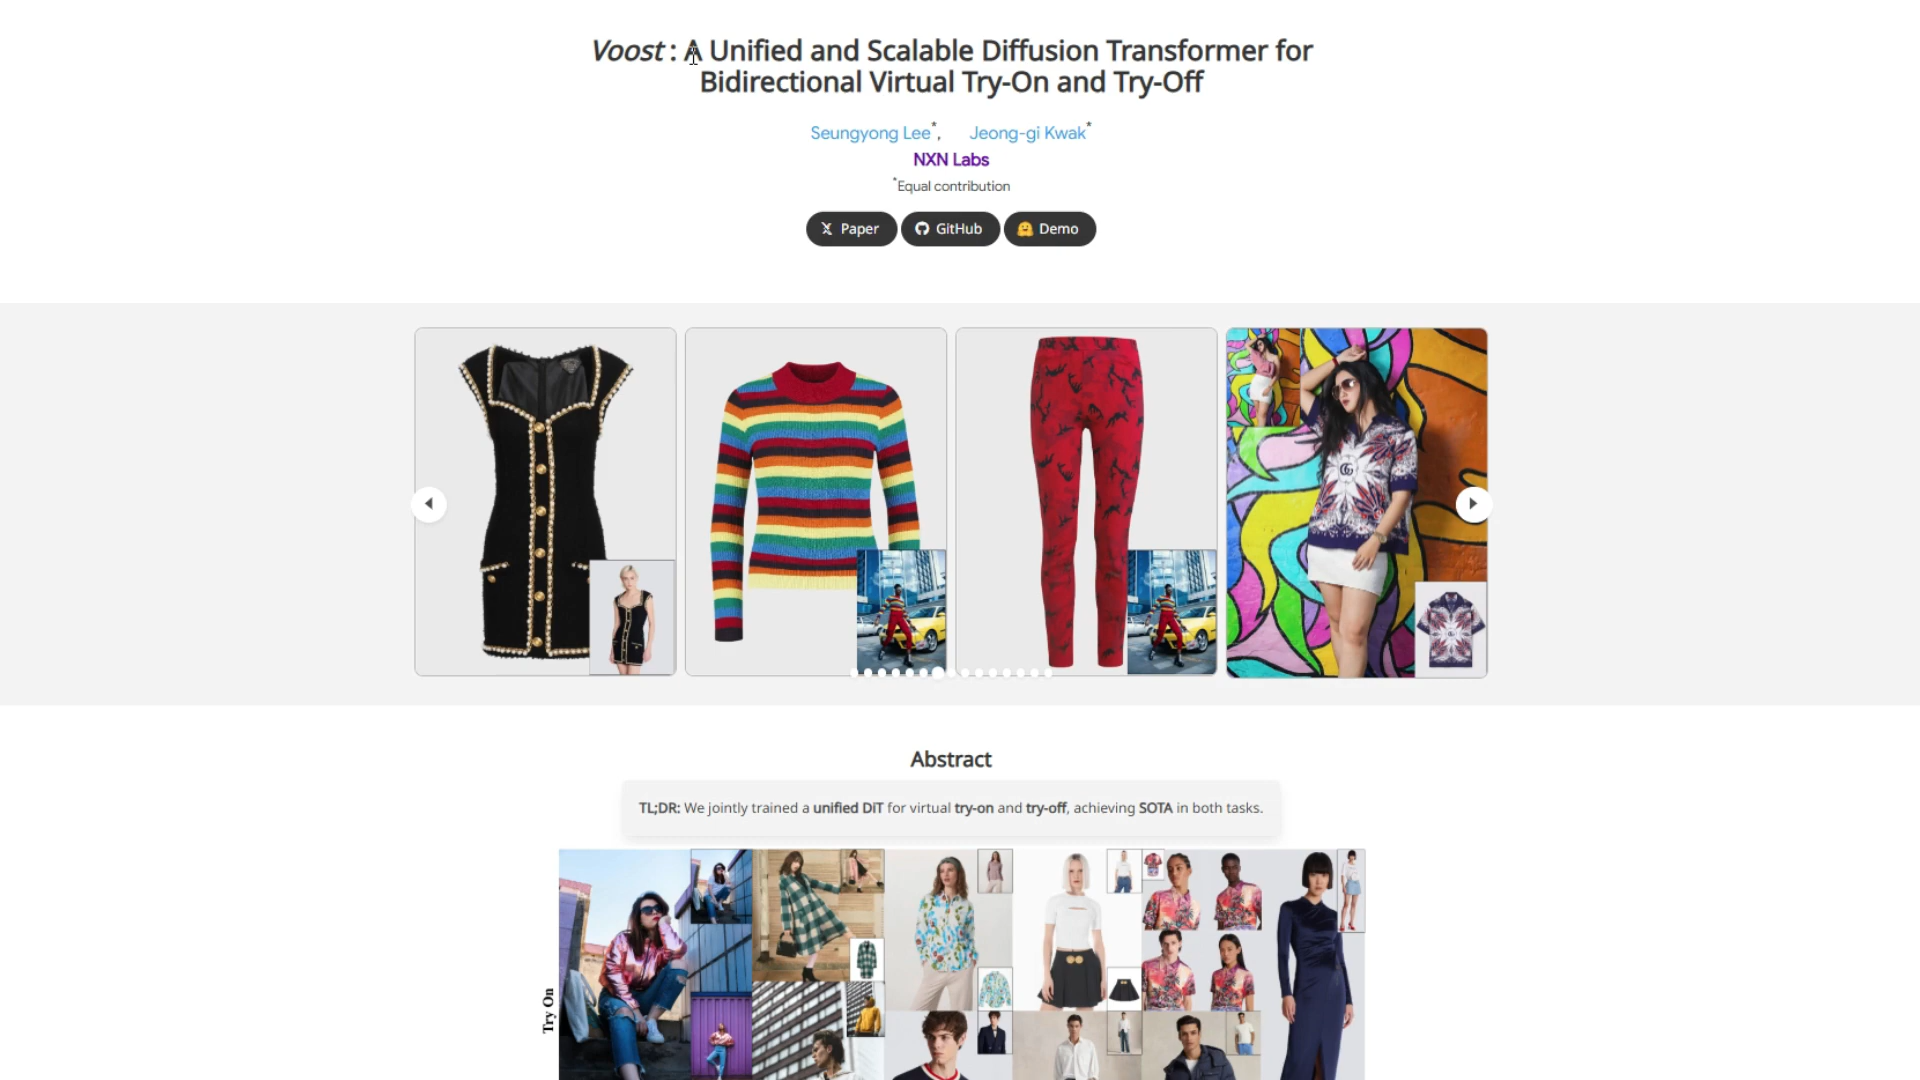 Voost : A Unified and Scalable Diffusion Transformer for
Bidirectional Virtual Try-On and Try-Off
Seungyong Lee*, Jeong-gi Kwak*
NXN Labs
*Equal contribution
Paper GitHub Demo
Abstract
TL;DR: We jointly trained a unified DiT for virtual try-on and try-off, achieving SOTA in both tasks.
Try On